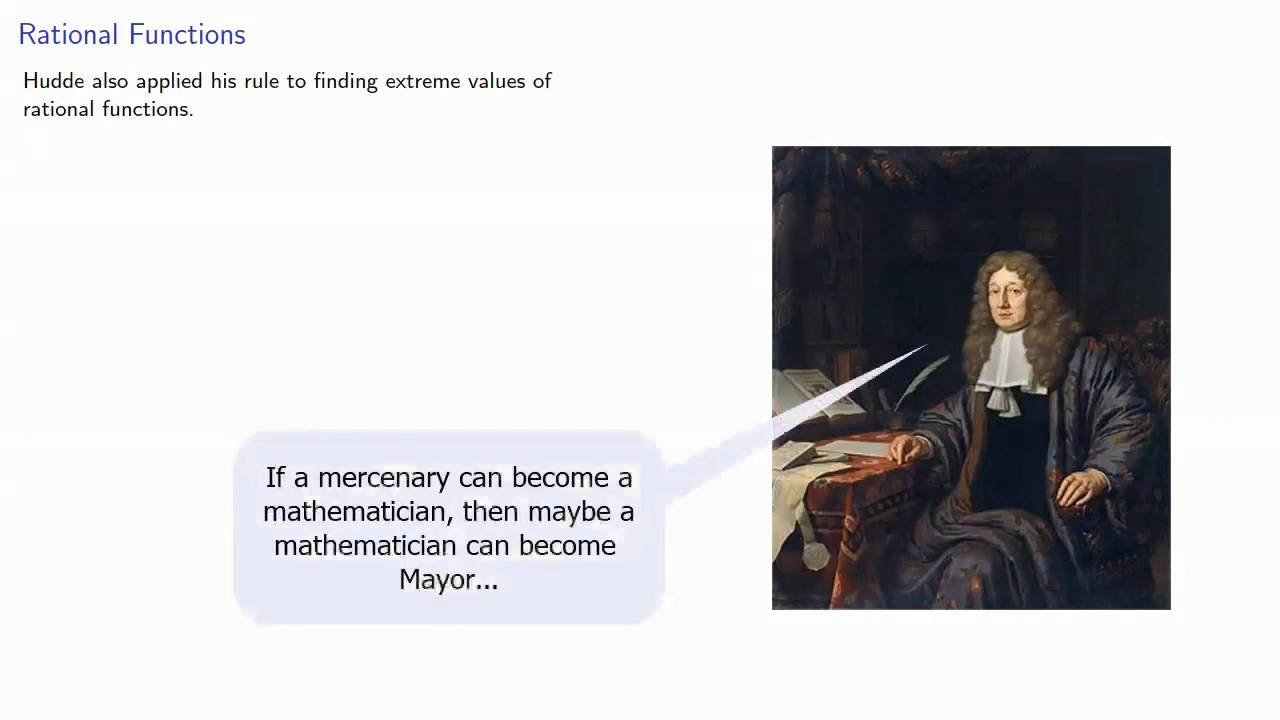 Rational Functions
Hudde also applied his rule to finding extreme values of
rational functions.
If a mercenary can become a
mathematician, then maybe a
mathematician can become
Mayor...